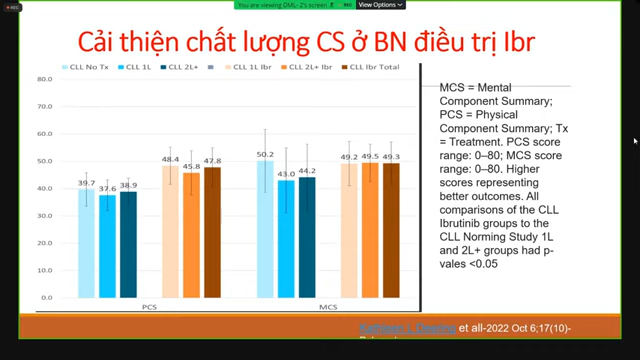 REC
You are viewing DML- 2's screen
REC
View Options
Cải thiện chất lượng CS ở BN điều trị Ibr
CLL No Tx CLL 1L CLL 2L+ CLL 1L Ibr CLL 2L+ Ibr CLL Ibr Total
80.0
70.0
60.0
50.0
40.0
30.0
20.0
10.0
0.0
39.7 37.6 38.9 48.4 45.8 47.8
50.2 43.0 44.2 49.2 49.5 49.3
PCS MCS
MCS = Mental
Component Summary;
PCS = Physical
Component Summary; Tx
= Treatment. PCS score
range: 0–80; MCS score
range: 0–80. Higher
scores representing
better outcomes. All
comparisons of the CLL
Ibrutinib groups to the
CLL Norming Study 1L
and 2L+ groups had p-
vales <0.05
et all-2022 Oct 6;17(10)-